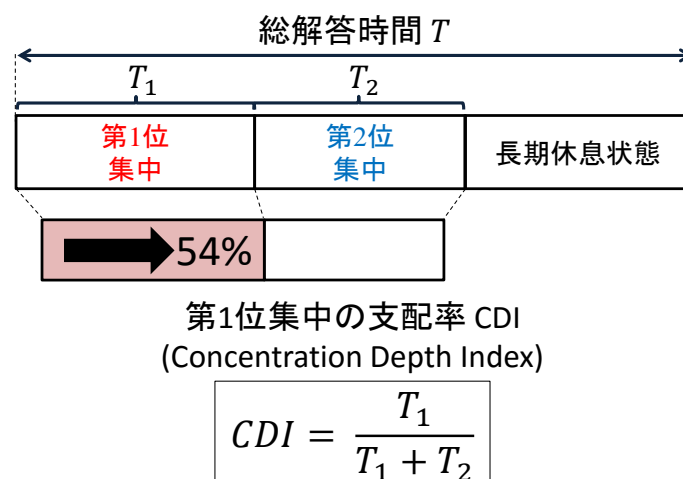 総解答時間 T
T₁ T₂
第1位 第2位
集中 集中 長期休息状態
54%
第1位集中の支配率 CDI
(Concentration Depth Index)
CDI = T₁ / (T₁ + T₂)